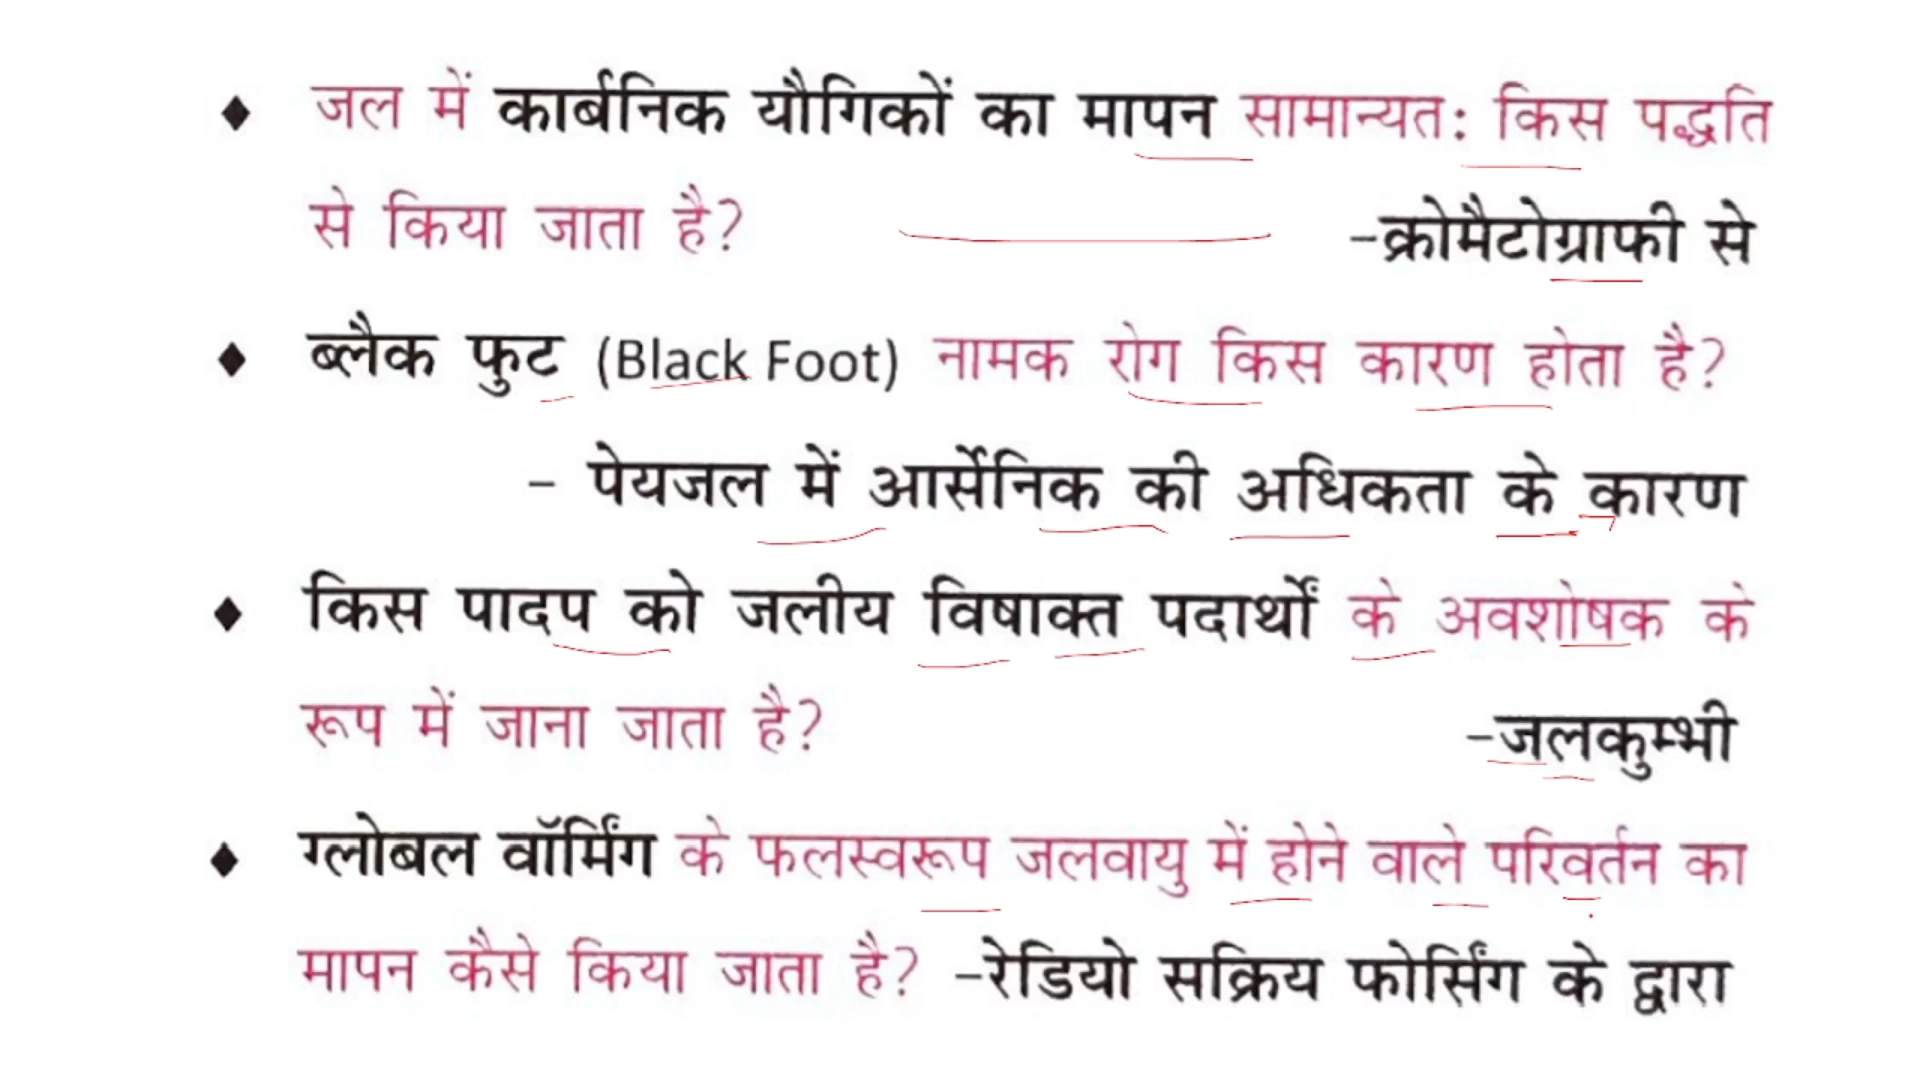 ♦ जल में कार्बनिक यौगिकों का मापन सामान्यत: किस पद्धति
से किया जाता है? -क्रोमैटोग्राफी से
♦ ब्लैक फुट (Black Foot) नामक रोग किस कारण होता है?
- पेयजल में आर्सेनिक की अधिकता के कारण
♦ किस पादप को जलीय विषाक्त पदार्थों के अवशोषक के
रूप में जाना जाता है? -जलकुम्भी
♦ ग्लोबल वॉर्मिंग के फलस्वरूप जलवायु में होने वाले परिवर्तन का
मापन कैसे किया जाता है? -रेडियो सक्रिय फोर्सिंग के द्वारा